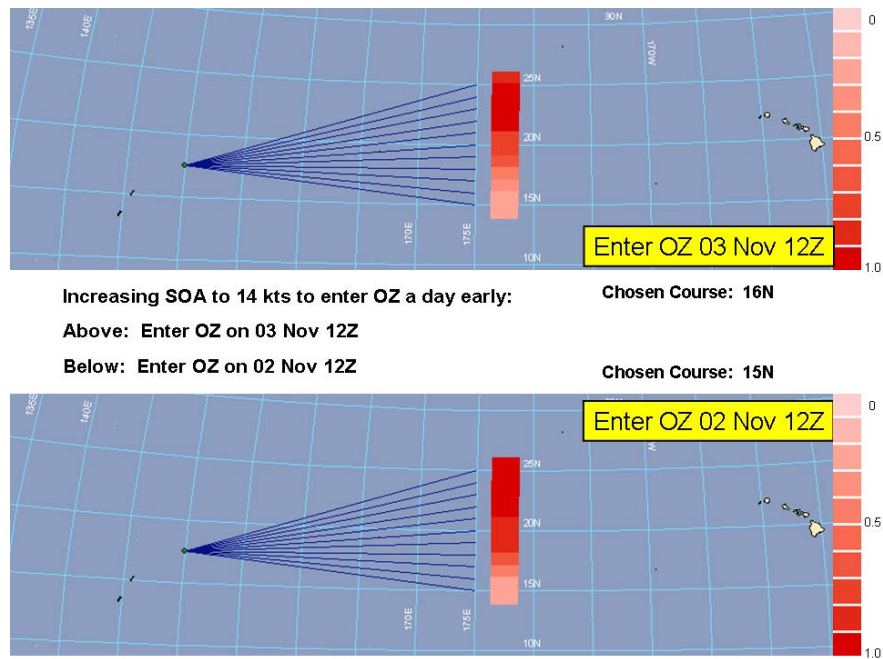 135E
140E
30N
170W
0
25N
20N
0.5
15N
170E
175E
10N
Enter OZ 03 Nov 12Z
1.0
Increasing SOA to 14 kts to enter OZ a day early:
Chosen Course: 16N
Above: Enter OZ on 03 Nov 12Z
Below: Enter OZ on 02 Nov 12Z
Chosen Course: 15N
135E
140E
0
Enter OZ 02 Nov 12Z
25N
20N
0.5
15N
170E
175E
10N
1.0